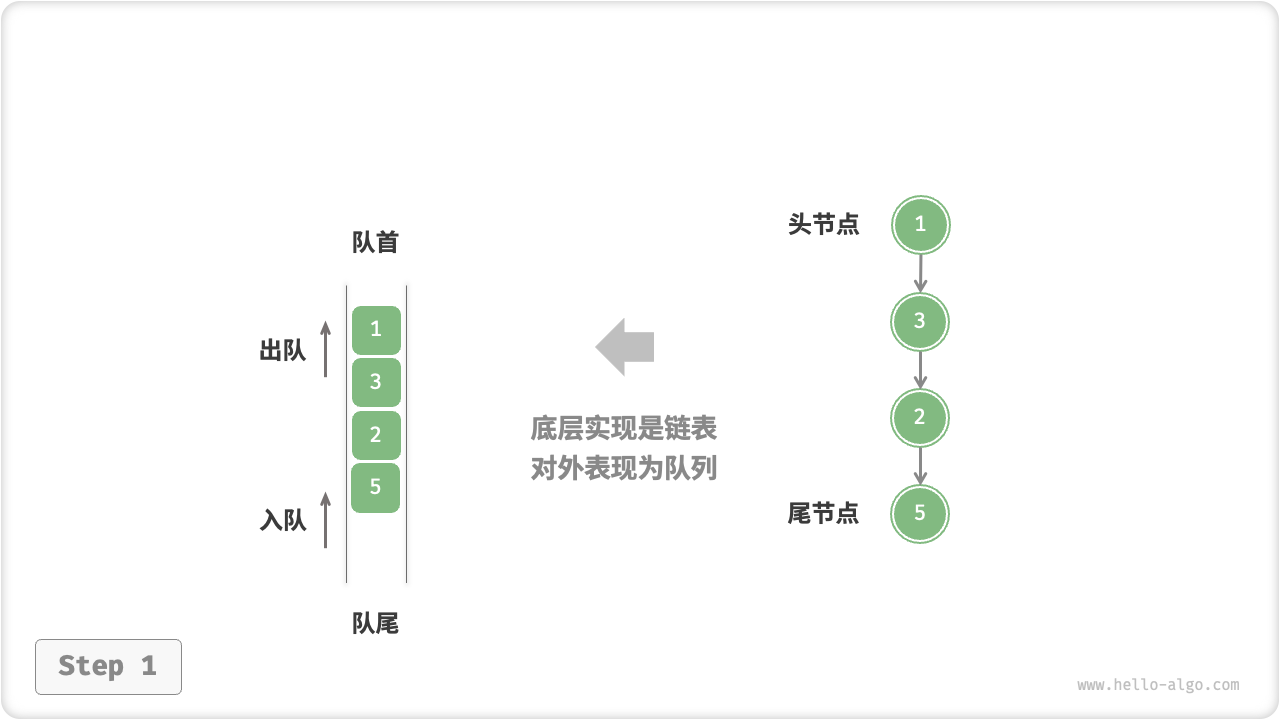 队首
1
3
2
5
出队
入队
队尾
底层实现是链表
对外表现为队列
头节点
1
3
2
尾节点
5
Step 1
www.hello-algo.com